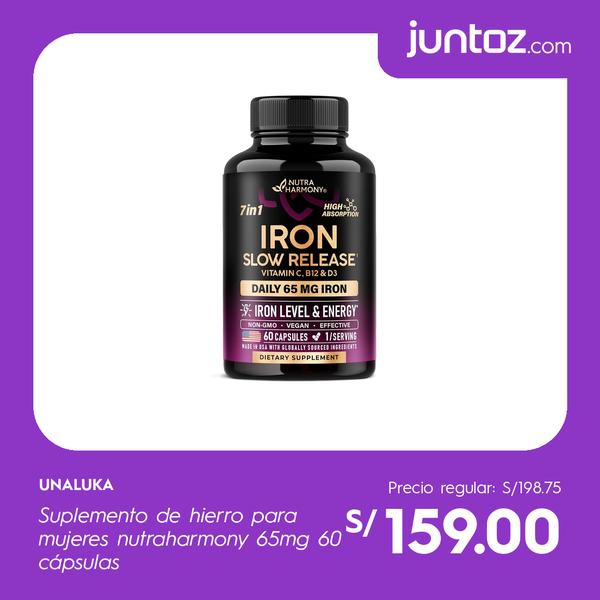 juntoz.com
NUTRA
HARMONY®
7in1
HIGH
ABSORPTION
IRON
SLOW RELEASE
VITAMIN C, B12 & D3
DAILY 65 MG IRON
IRON LEVEL & ENERGY*
NON-GMO • VEGAN • EFFECTIVE
60 CAPSULES 1/SERVING
MADE IN USA WITH GLOBALLY SOURCED INGREDIENTS
DIETARY SUPPLEMENT
UNALUKA
Suplemento de hierro para
mujeres nutraharmony 65mg 60
cápsulas
Precio regular: S/198.75
S/159.00